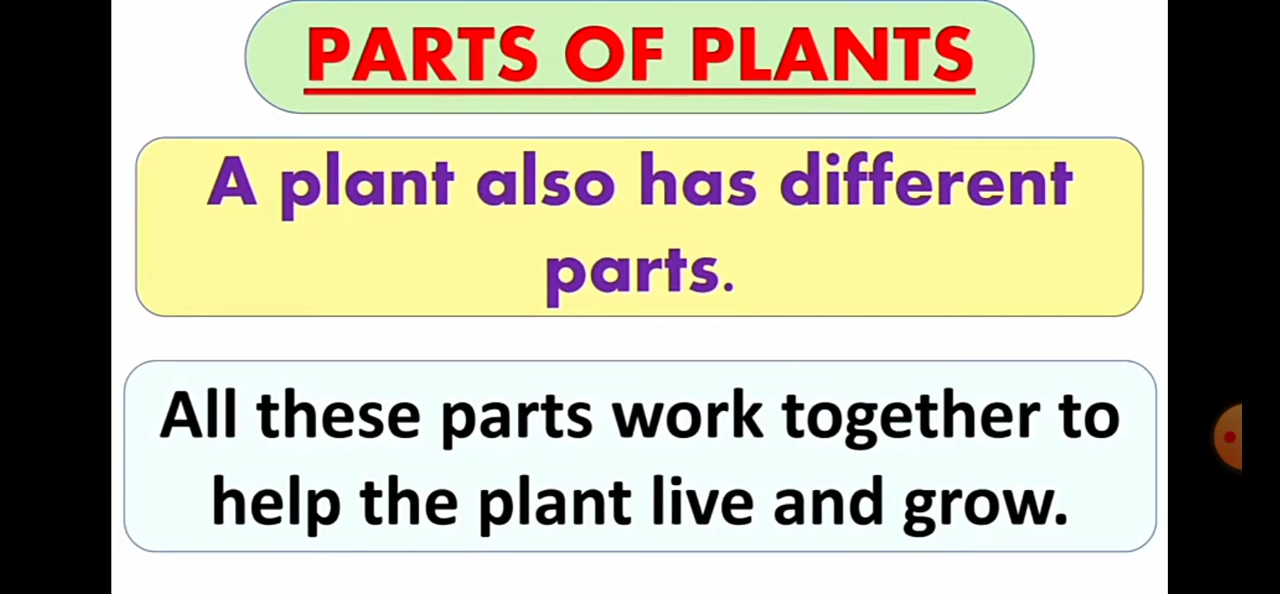 PARTS OF PLANTS
A plant also has different
parts.
All these parts work together to
help the plant live and grow.